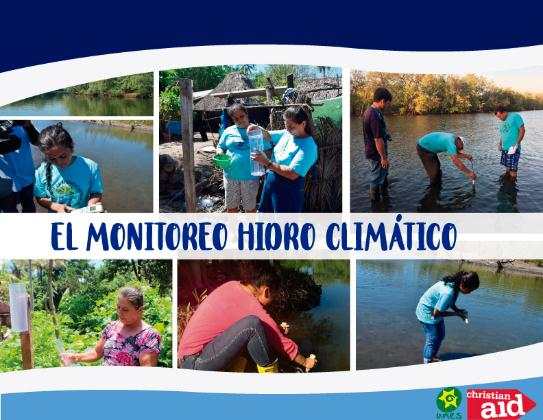 EL MONITOREO HIDRO CLIMÁTICO
unes
christian
aid